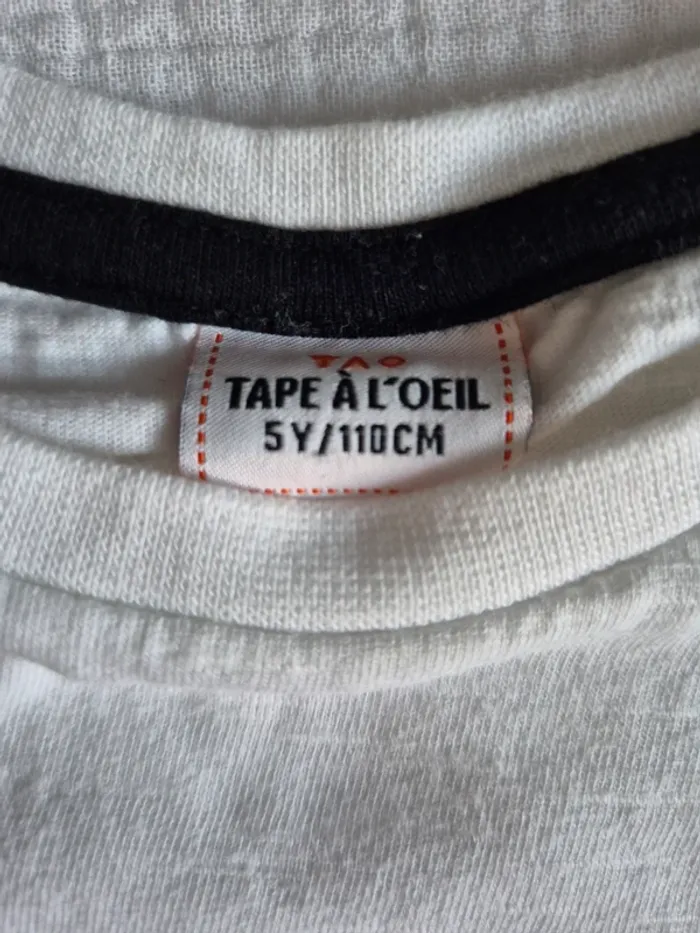 TAO
TAPE À L'OEIL
5Y/110CM